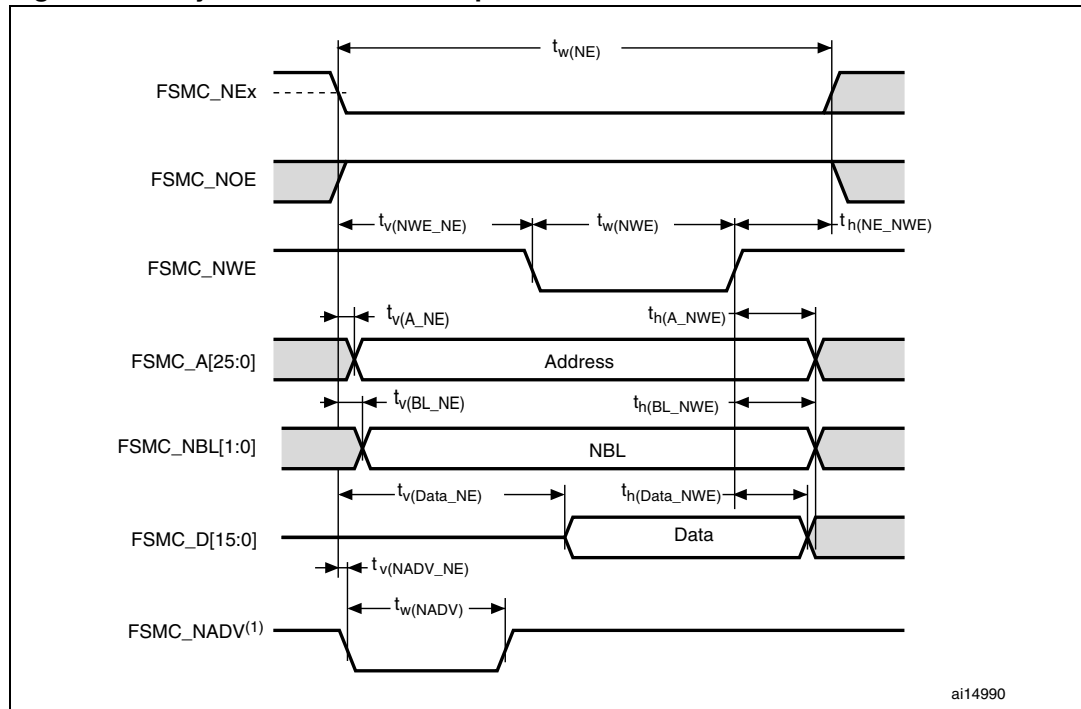 tw(NE)
FSMC_NEx
FSMC_NOE
tv(NWE_NE)
tw(NWE)
t h(NE_NWE)
FSMC_NWE
tv(A_NE)
th(A_NWE)
FSMC_A[25:0]
Address
tv(BL_NE)
th(BL_NWE)
FSMC_NBL[1:0]
NBL
tv(Data_NE)
th(Data_NWE)
FSMC_D[15:0]
Data
tv(NADV_NE)
tw(NADV)
FSMC_NADV(1)
ai14990